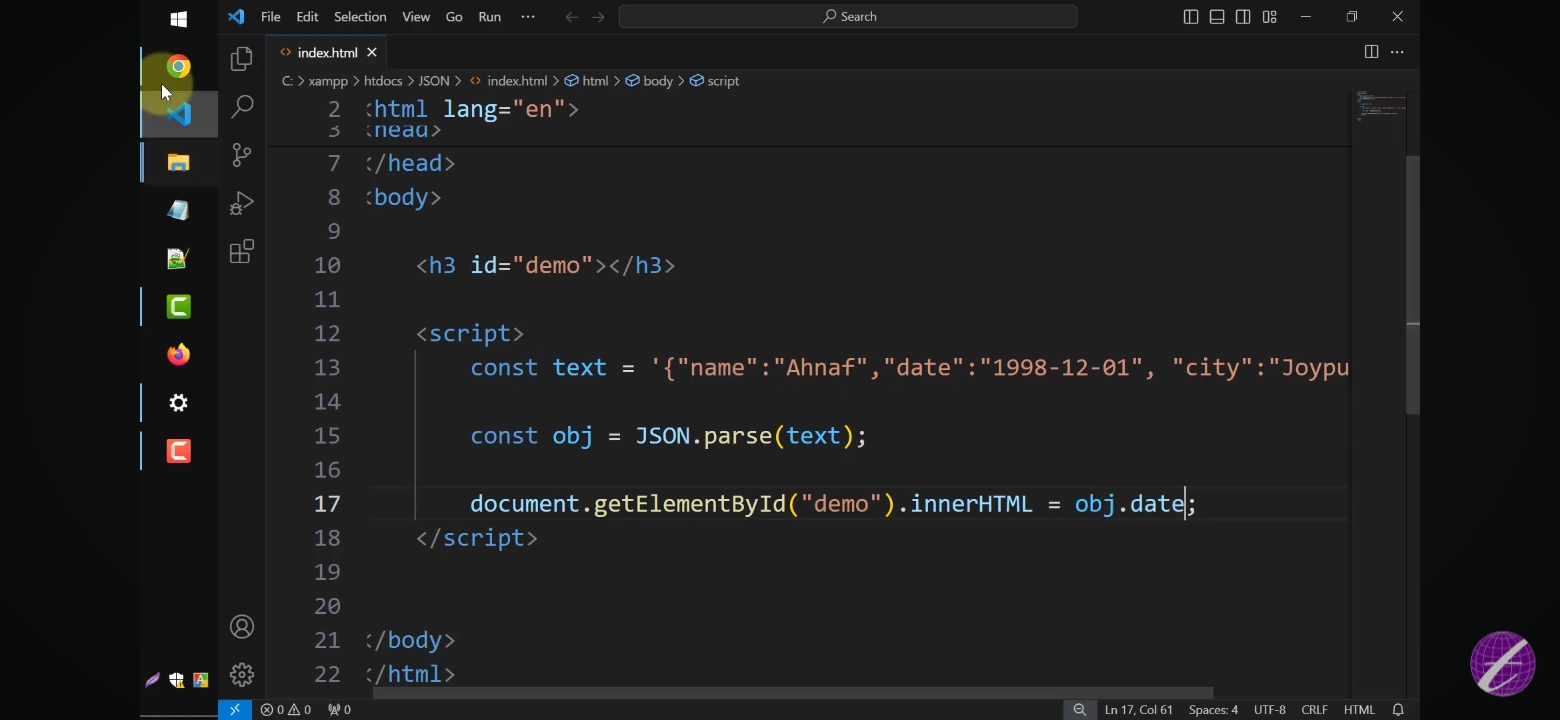 File Edit Selection View Go Run ··· Search
index.html
C: > xampp > htdocs > JSON > index.html > html > body > script
2 <html lang="en">
3 <head>
7 </head>
8 <body>
9
10 <h3 id="demo"></h3>
11
12 <script>
13 const text = '{"name":"Ahnaf","date":"1998-12-01", "city":"Joypu
14
15 const obj = JSON.parse(text);
16
17 document.getElementById("demo").innerHTML = obj.date;
18 </script>
19
20
21 </body>
22 </html>
0 0 0 Ln 17, Col 61 Spaces: 4 UTF-8 CRLF HTML